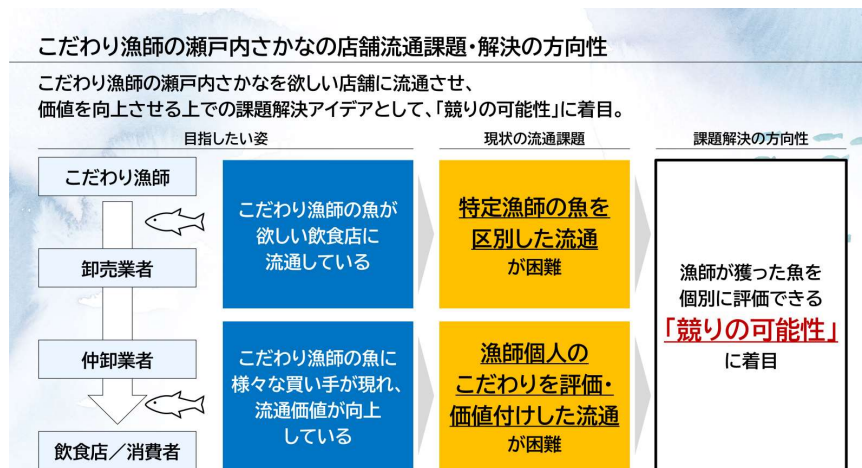 こだわり漁師の瀬戸内さかなの店舗流通課題・解決の方向性
こだわり漁師の瀬戸内さかなを欲しい店舗に流通させ、
価値を向上させる上での課題解決アイデアとして、「競りの可能性」に着目。
目指したい姿
現状の流通課題
課題解決の方向性
こだわり漁師
卸売業者
仲卸業者
飲食店／消費者
こだわり漁師の魚が
欲しい飲食店に
流通している
特定漁師の魚を
区別した流通
が困難
こだわり漁師の魚に
様々な買い手が現れ、
流通価値が向上
している
漁師個人の
こだわりを評価・
価値付けした流通
が困難
漁師が獲った魚を
個別に評価できる
「競りの可能性」
に着目